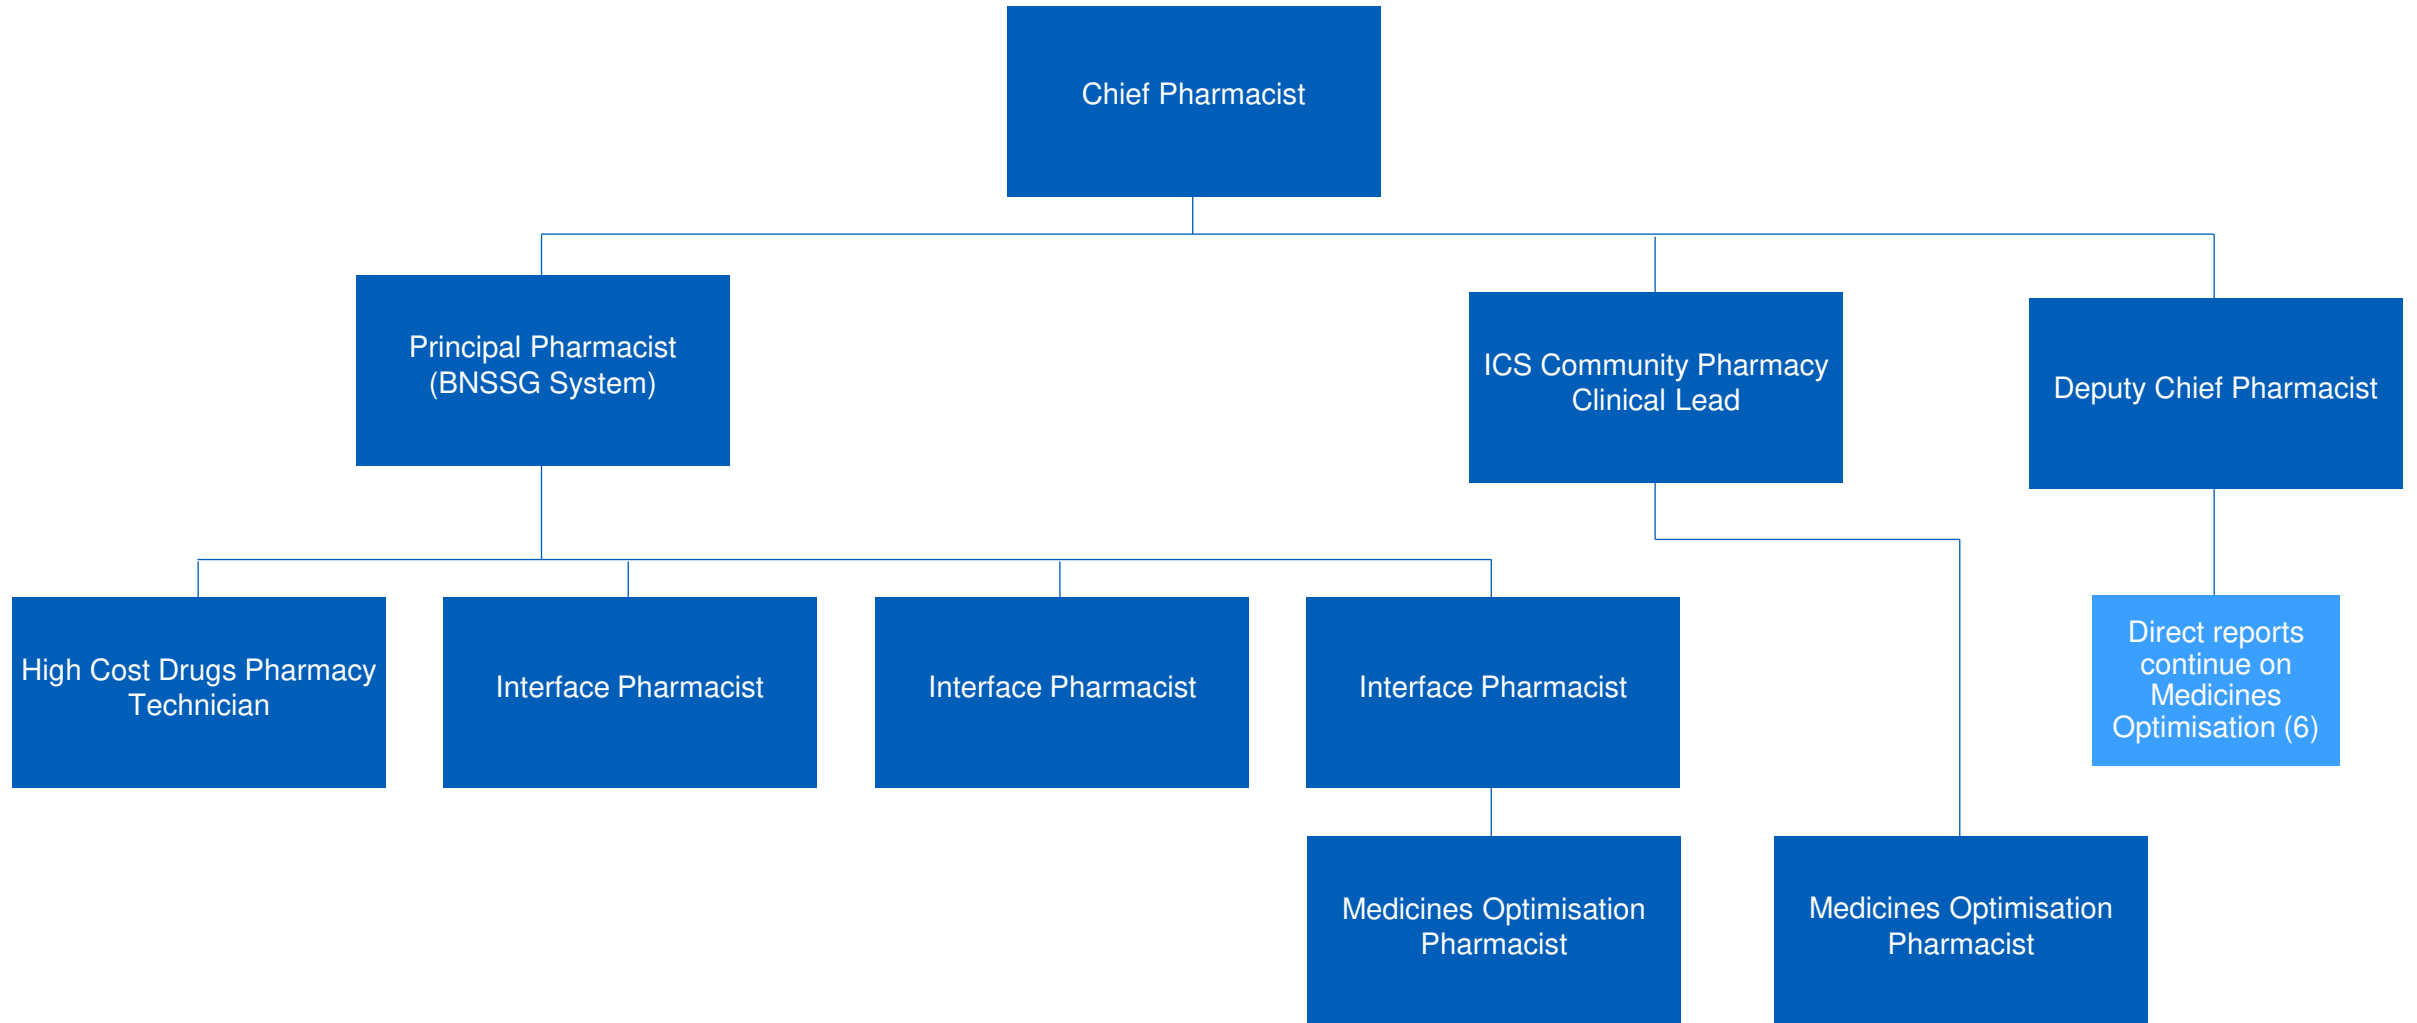 Chief Pharmacist
Principal Pharmacist
(BNSSG System)
ICS Community Pharmacy
Clinical Lead
Deputy Chief Pharmacist
High Cost Drugs Pharmacy
Technician
Interface Pharmacist
Interface Pharmacist
Interface Pharmacist
Direct reports
continue on
Medicines
Optimisation (6)
Medicines Optimisation
Pharmacist
Medicines Optimisation
Pharmacist